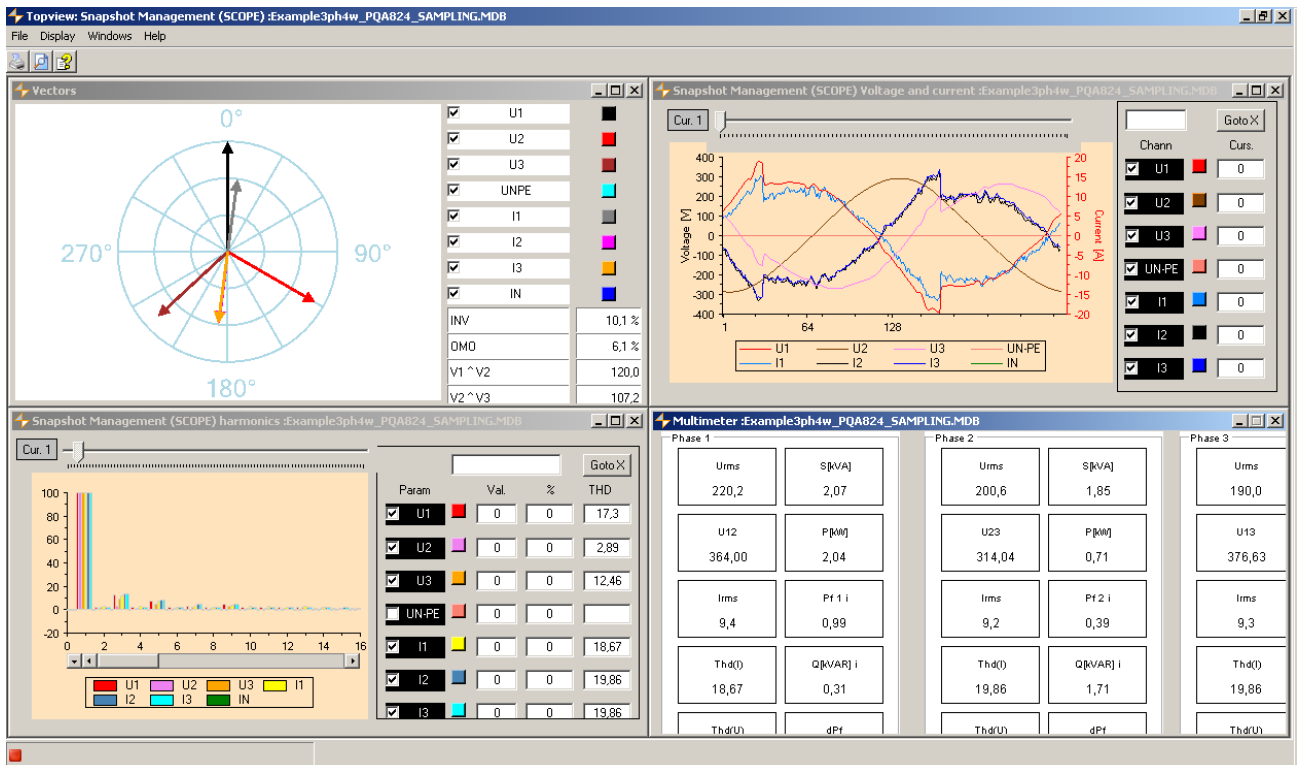 Topview: Snapshot Management (SCOPE) :Example3ph4w_PQA824_SAMPLING.MDB
File Display Windows Help
Vectors
0°
90°
180°
270°
U1
U2
U3
UNPE
I1
I2
I3
IN
INV 10,1 %
OMO 6,1 %
V1 ^V2 120,0
V2 ^V3 107,2
Snapshot Management (SCOPE) Voltage and current :Example3ph4w_PQA824_SAMPLING.MDB
Cur. 1
Goto X
Chann Curs.
U1 0
U2 0
U3 0
UN-PE 0
I1 0
I2 0
I3 0
Voltage [V]
400
300
200
100
0
-100
-200
-300
-400
Current [A]
20
15
10
5
0
-5
-10
-15
-20
1 64 128
U1 U2 U3 UN-PE
I1 I2 I3 IN
Snapshot Management (SCOPE) harmonics :Example3ph4w_PQA824_SAMPLING.MDB
Cur. 1
Goto X
100
80
60
40
20
0
-20
0 2 4 6 8 10 12 14 16
U1 U2 U3 I1
I2 I3 IN
Param Val. % THD
U1 0 0 17,3
U2 0 0 2,89
U3 0 0 12,46
UN-PE 0 0
I1 0 0 18,67
I2 0 0 19,86
I3 0 0 19,86
Multimeter :Example3ph4w_PQA824_SAMPLING.MDB
Phase 1
Urms S[kVA]
220,2 2,07
U12 P[kW]
364,00 2,04
Irms Pf 1 i
9,4 0,99
Thd(I) Q[kVAR] i
18,67 0,31
Thd(U) dPf
Phase 2
Urms S[kVA]
200,6 1,85
U23 P[kW]
314,04 0,71
Irms Pf 2 i
9,2 0,39
Thd(I) Q[kVAR] i
19,86 1,71
Thd(U) dPf
Phase 3
Urms
190,0
U13
376,63
Irms
9,3
Thd(I)
19,86
Thd(U)